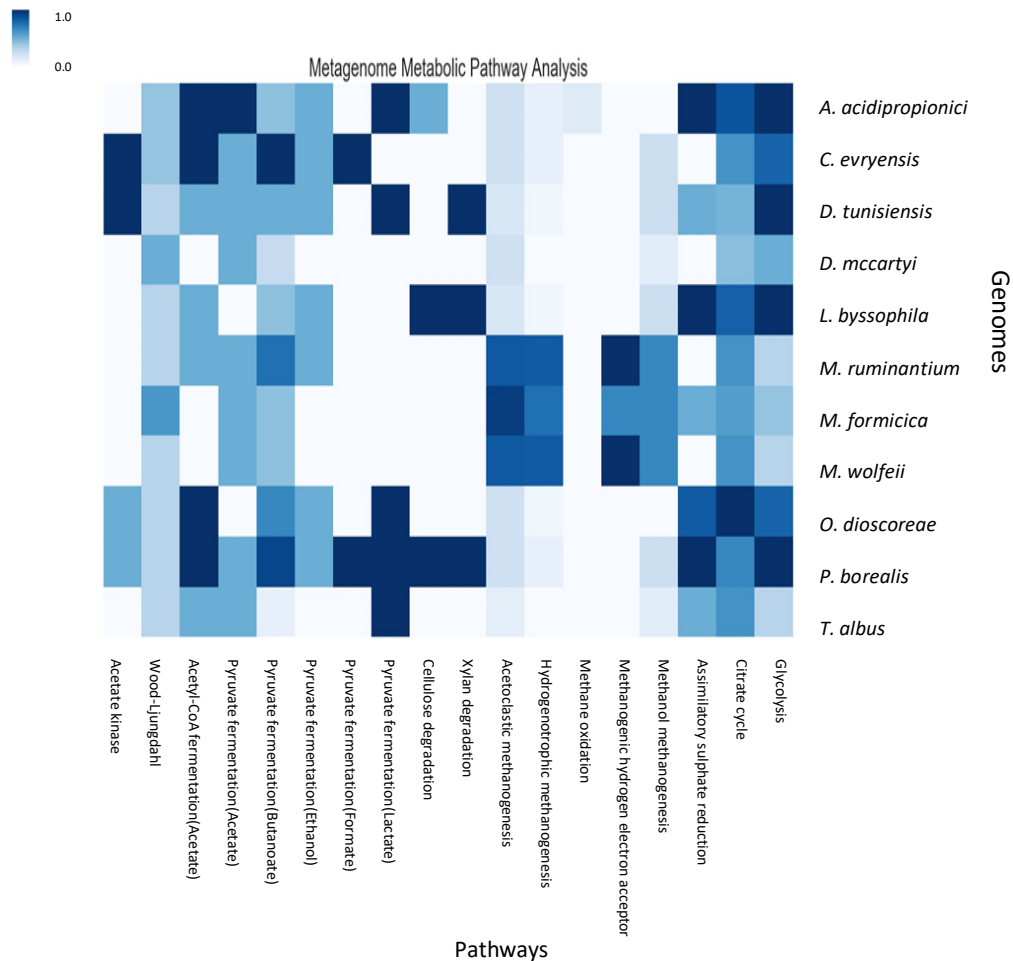 1.0
0.0
Metagenome Metabolic Pathway Analysis
A. acidipropionici
C. evryensis
D. tunisiensis
D. mccartyi
L. byssophila
M. ruminantium
M. formicica
M. wolfeii
O. dioscoreae
P. borealis
T. albus
Genomes
Acetate kinase
Wood-Ljungdahl
Acetyl-CoA fermentation(Acetate)
Pyruvate fermentation(Acetate)
Pyruvate fermentation(Butanoate)
Pyruvate fermentation(Ethanol)
Pyruvate fermentation(Formate)
Pyruvate fermentation(Lactate)
Cellulose degradation
Xylan degradation
Acetoclastic methanogenesis
Hydrogenotrophic methanogenesis
Methane oxidation
Methanogenic hydrogen electron acceptor
Methanol methanogenesis
Assimilatory sulphate reduction
Citrate cycle
Glycolysis
Pathways